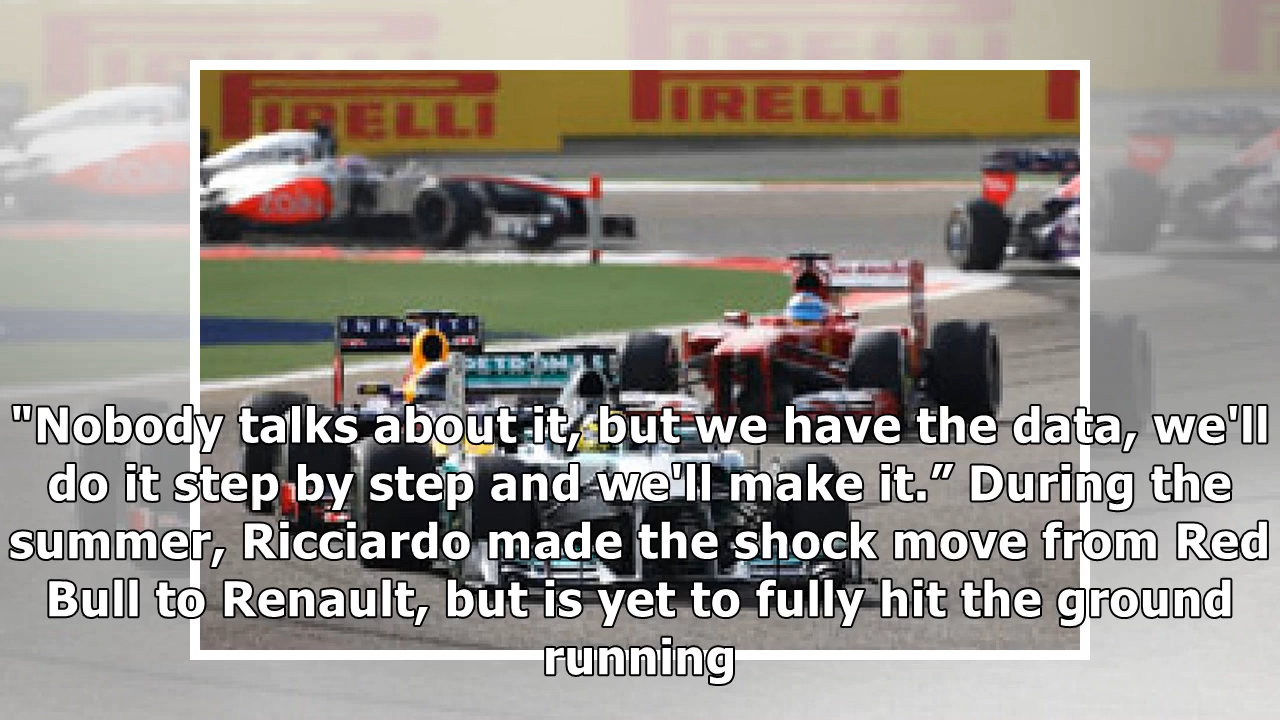 PIRELLI PIRELLI
INFINITI
PETRONAS
"Nobody talks about it, but we have the data, we'll
do it step by step and we'll make it.” During the
summer, Ricciardo made the shock move from Red
Bull to Renault, but is yet to fully hit the ground
running